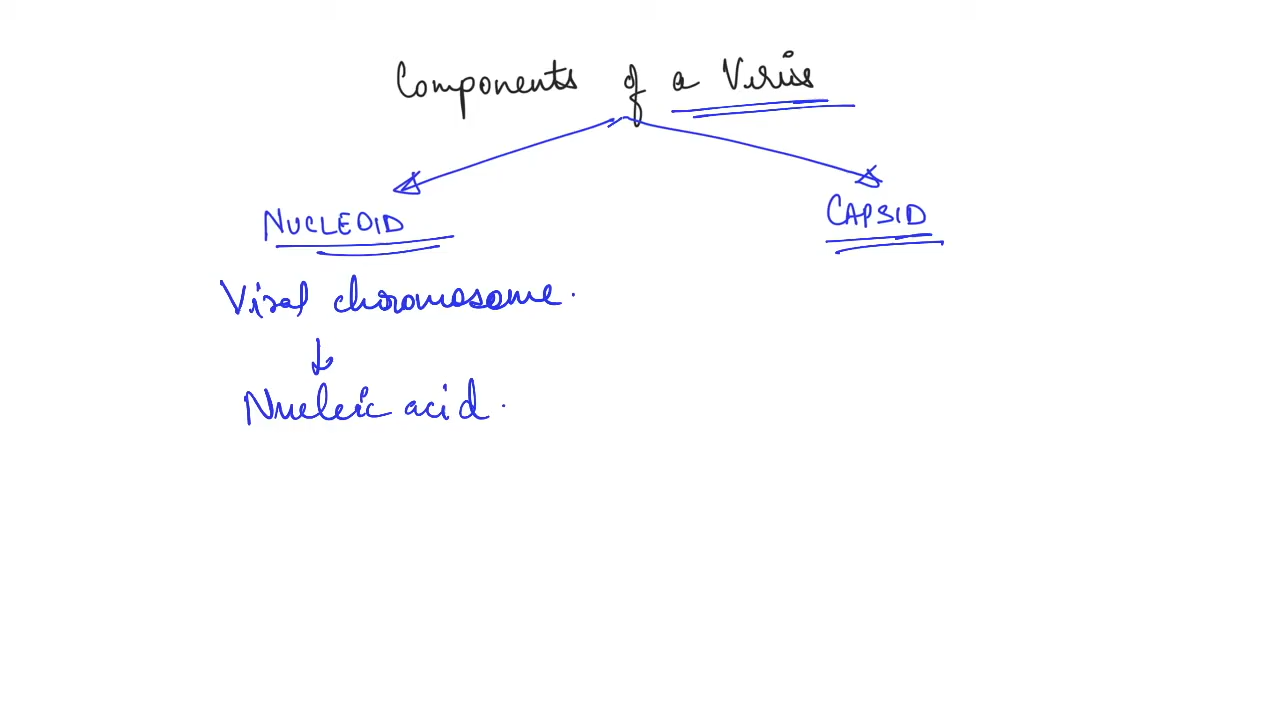 Components of a Virus
NUCLEOID
CAPSID
Viral chromosome.
Nucleic acid.